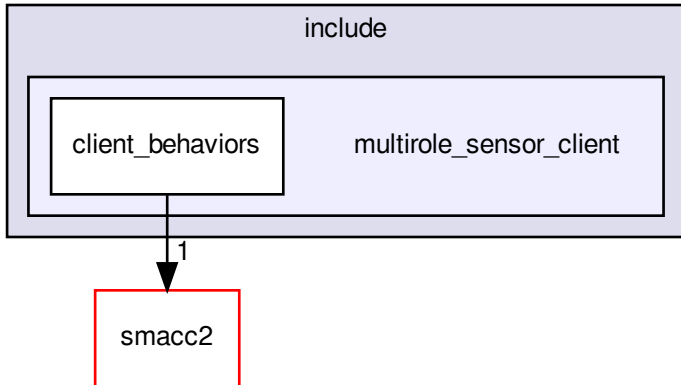 include
client_behaviors
multirole_sensor_client
1
smacc2